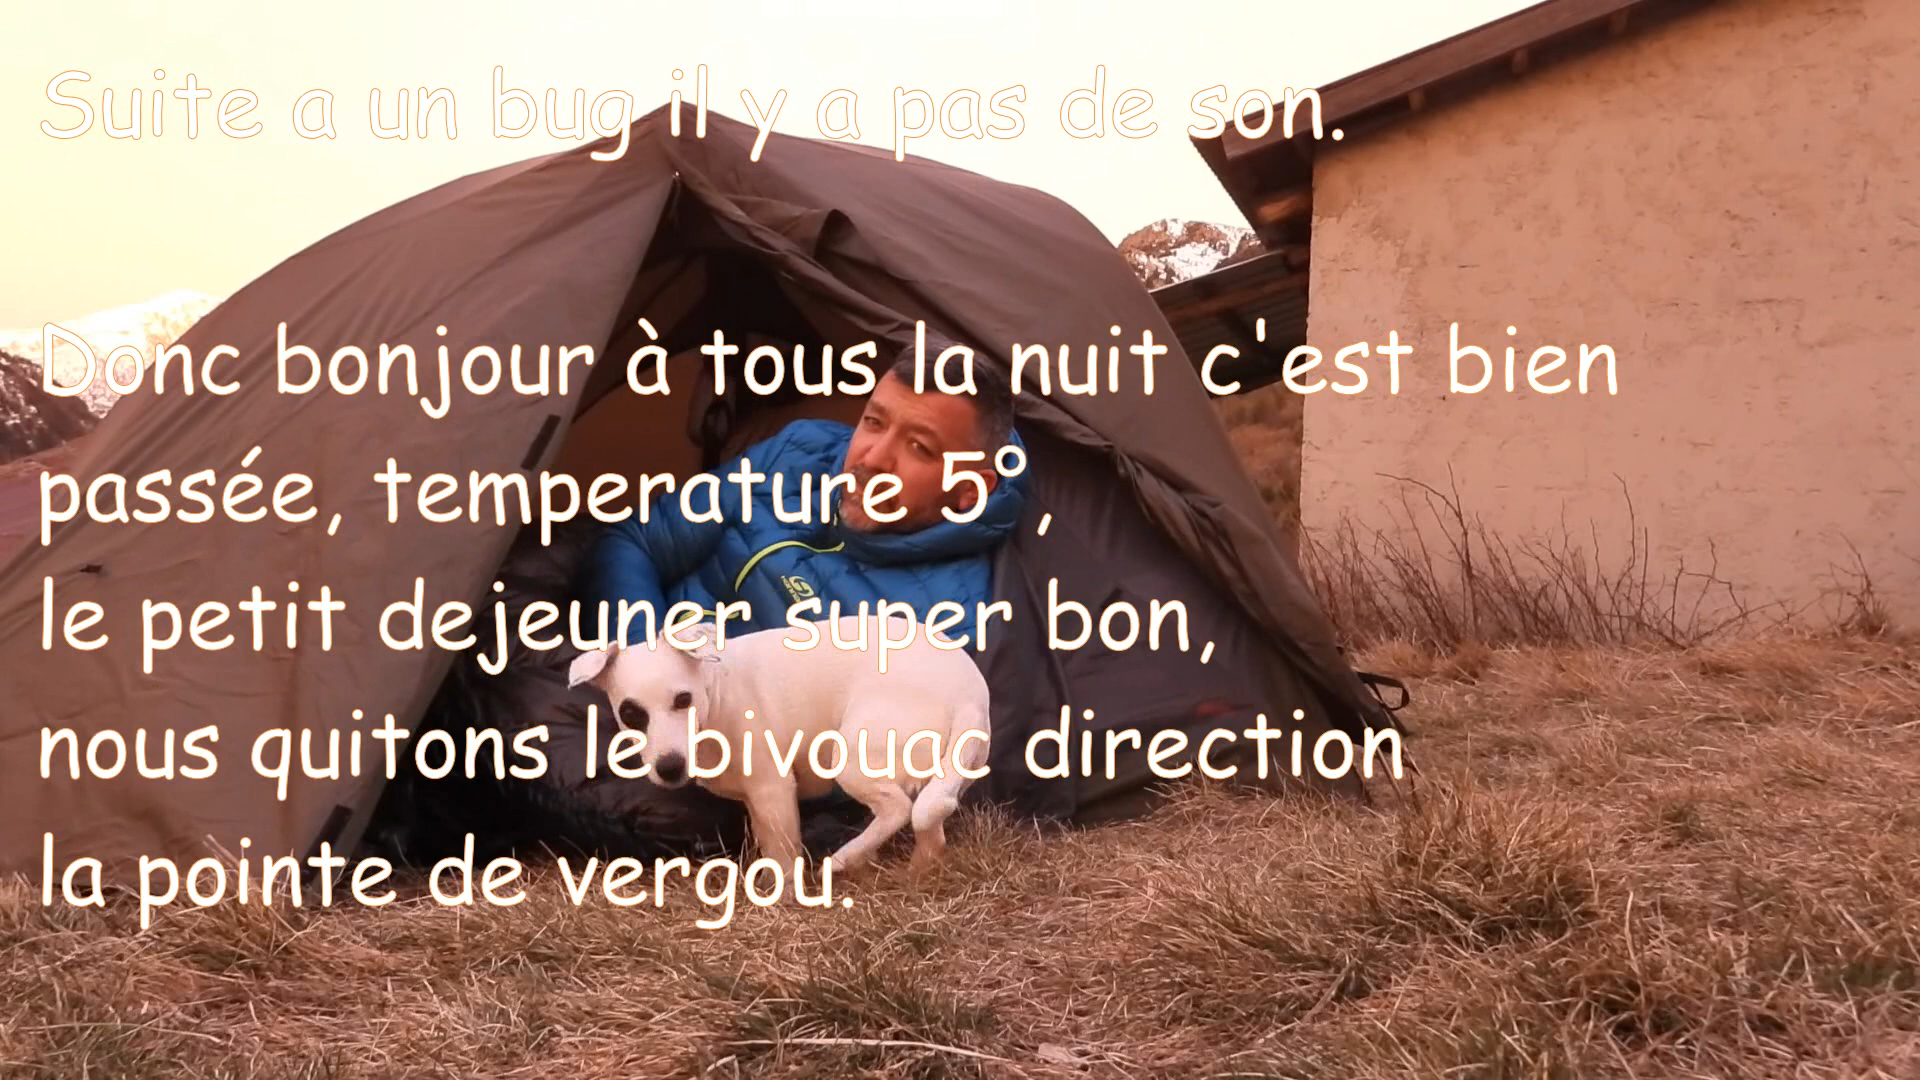 Suite a un bug il y a pas de son.
Donc bonjour à tous la nuit c'est bien
passée, temperature 5°,
le petit dejeuner super bon,
nous quitons le bivouac direction
la pointe de vergou.